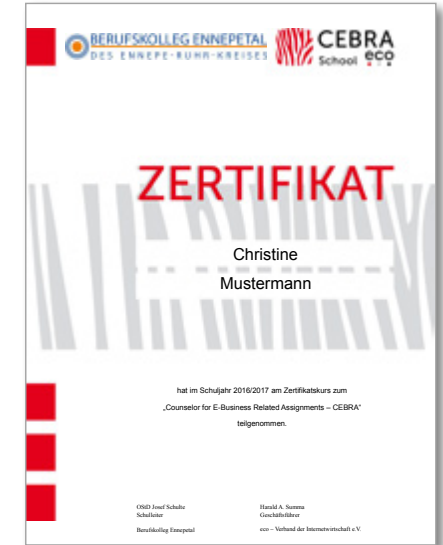 BERUFSKOLLEG ENNEPETAL
DES ENNEPE-RUHR-KREISES
CEBRA
School eco
ZERTIFIKAT
Christine
Mustermann
hat im Schuljahr 2016/2017 am Zertifikatskurs zum
„Counselor for E-Business Related Assignments – CEBRA“
teilgenommen.
OStD Josef Schulte
Schulleiter
Berufskolleg Ennepetal
Harald A. Summa
Geschäftsführer
eco – Verband der Internetwirtschaft e.V.